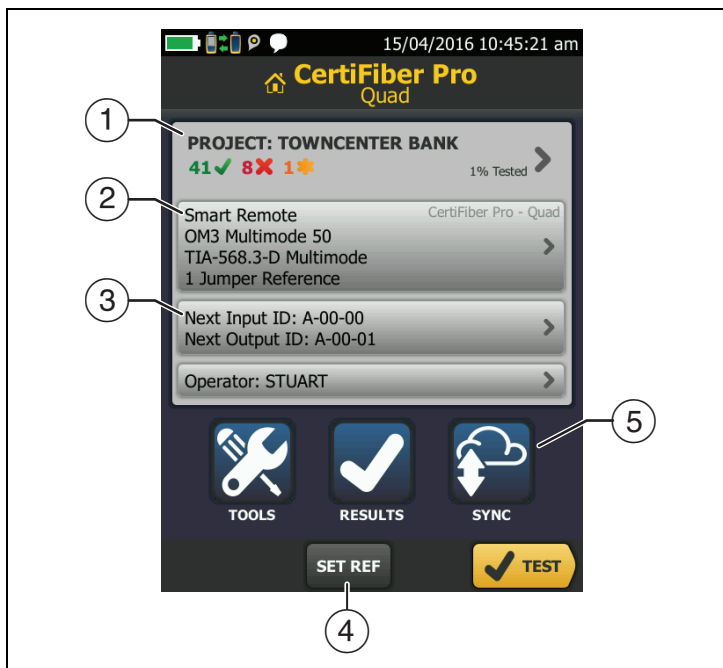 15/04/2016 10:45:21 am
CertiFiber Pro
Quad
1
PROJECT: TOWNCENTER BANK
41 8 1
1% Tested
2
Smart Remote
CertiFiber Pro - Quad
OM3 Multimode 50
TIA-568.3-D Multimode
1 Jumper Reference
3
Next Input ID: A-00-00
Next Output ID: A-00-01
Operator: STUART
5
TOOLS
RESULTS
SYNC
SET REF
TEST
4